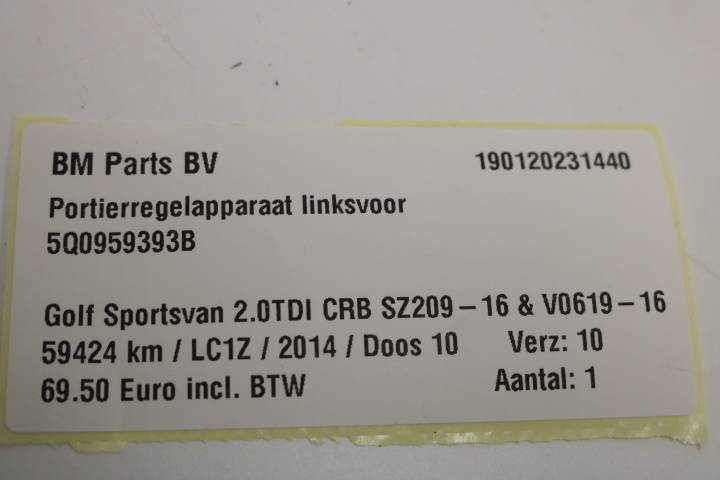 BM Parts BV 190120231440
Portierregelapparaat linksvoor
5Q0959393B
Golf Sportsvan 2.0TDI CRB SZ209-16 & V0619-16
59424 km / LC1Z / 2014 / Doos 10 Verz: 10
69.50 Euro incl. BTW Aantal: 1